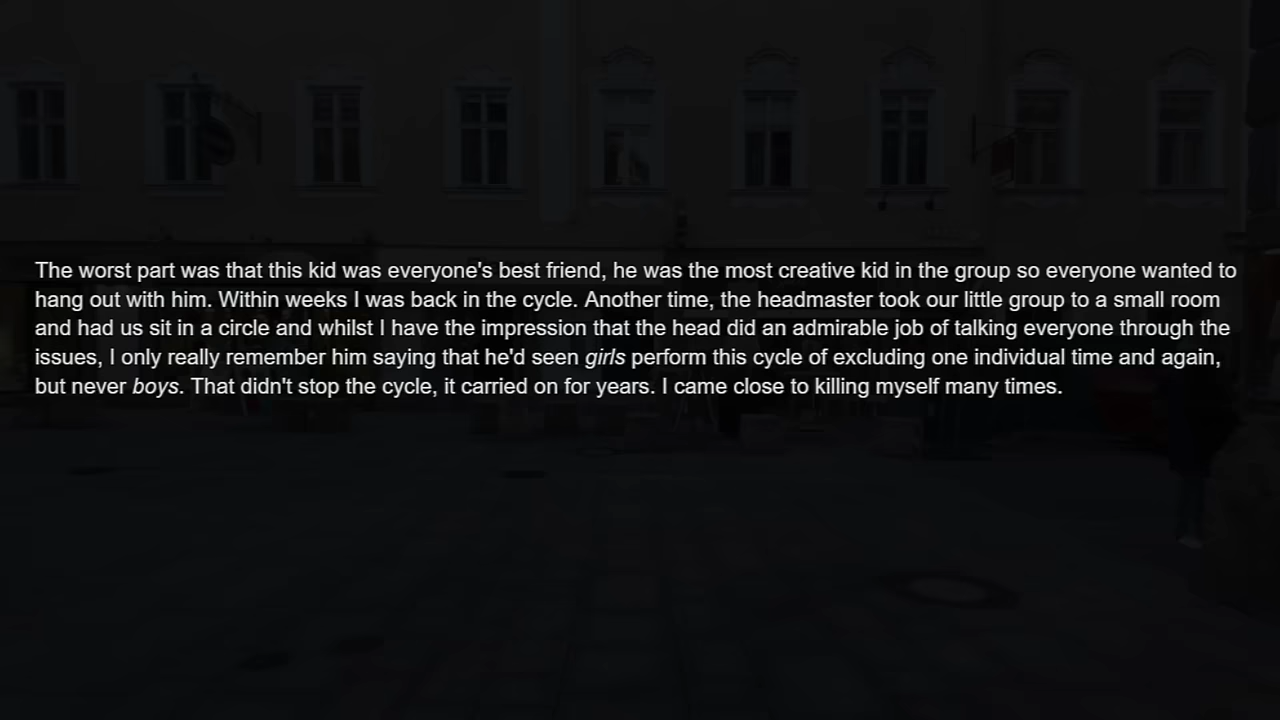 The worst part was that this kid was everyone's best friend, he was the most creative kid in the group so everyone wanted to
hang out with him. Within weeks I was back in the cycle. Another time, the headmaster took our little group to a small room
and had us sit in a circle and whilst I have the impression that the head did an admirable job of talking everyone through the
issues, I only really remember him saying that he'd seen girls perform this cycle of excluding one individual time and again,
but never boys. That didn't stop the cycle, it carried on for years. I came close to killing myself many times.